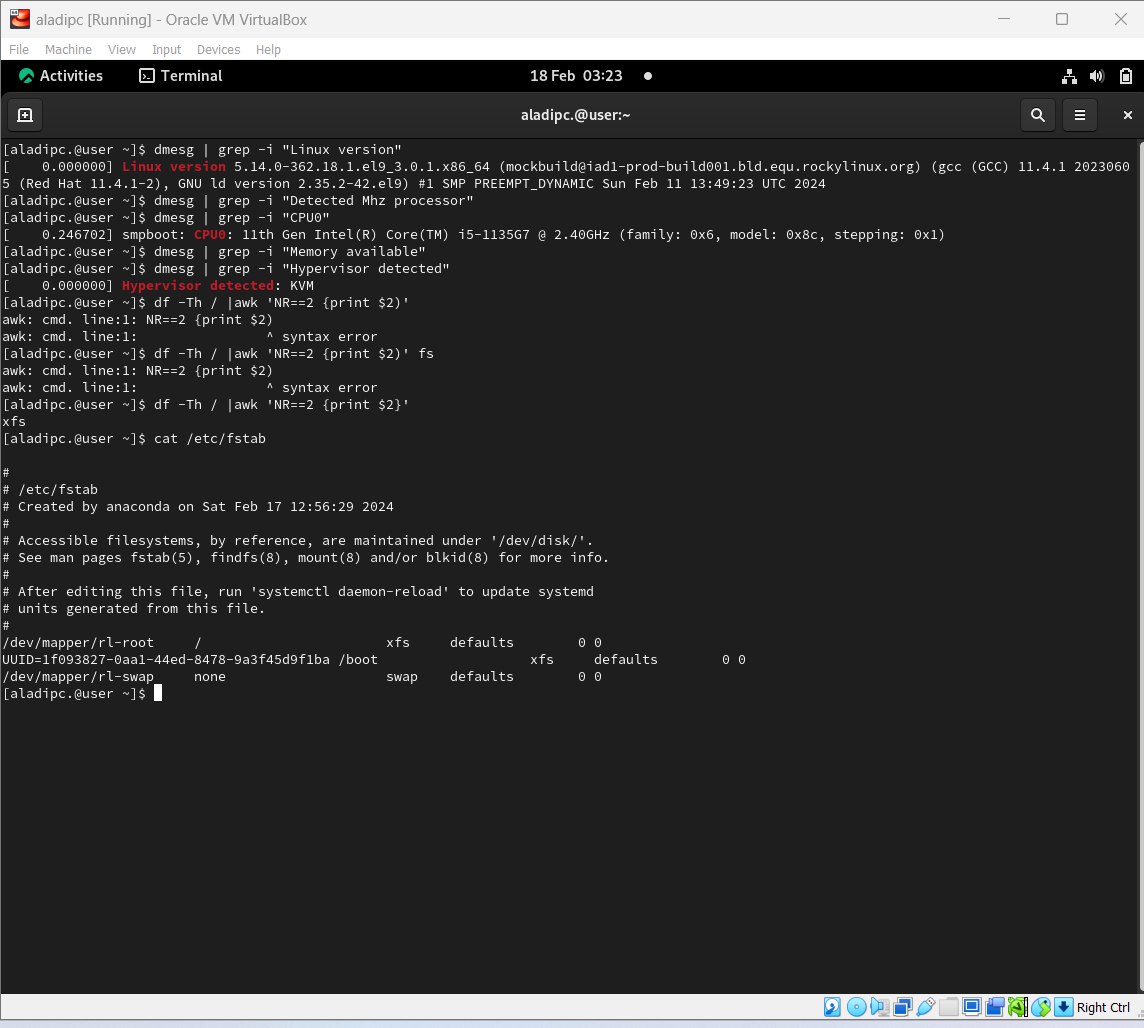 aladipc [Running] - Oracle VM VirtualBox
File Machine View Input Devices Help
Activities Terminal 18 Feb 03:23
aladipc.@user:~
[aladipc.@user ~]$ dmesg | grep -i "Linux version"
[    0.000000] Linux version 5.14.0-362.18.1.el9_3.0.1.x86_64 (mockbuild@iad1-prod-build001.bld.equ.rockylinux.org) (gcc (GCC) 11.4.1 2023060
5 (Red Hat 11.4.1-2), GNU ld version 2.35.2-42.el9) #1 SMP PREEMPT_DYNAMIC Sun Feb 11 13:49:23 UTC 2024
[aladipc.@user ~]$ dmesg | grep -i "Detected Mhz processor"
[aladipc.@user ~]$ dmesg | grep -i "CPU0"
[    0.246702] smpboot: CPU0: 11th Gen Intel(R) Core(TM) i5-1135G7 @ 2.40GHz (family: 0x6, model: 0x8c, stepping: 0x1)
[aladipc.@user ~]$ dmesg | grep -i "Memory available"
[aladipc.@user ~]$ dmesg | grep -i "Hypervisor detected"
[    0.000000] Hypervisor detected: KVM
[aladipc.@user ~]$ df -Th / |awk 'NR==2 {print $2)'
awk: cmd. line:1: NR==2 {print $2)
awk: cmd. line:1:                ^ syntax error
[aladipc.@user ~]$ df -Th / |awk 'NR==2 {print $2)' fs
awk: cmd. line:1: NR==2 {print $2)
awk: cmd. line:1:                ^ syntax error
[aladipc.@user ~]$ df -Th / |awk 'NR==2 {print $2}'
xfs
[aladipc.@user ~]$ cat /etc/fstab
#
# /etc/fstab
# Created by anaconda on Sat Feb 17 12:56:29 2024
#
# Accessible filesystems, by reference, are maintained under '/dev/disk/'.
# See man pages fstab(5), findfs(8), mount(8) and/or blkid(8) for more info.
#
# After editing this file, run 'systemctl daemon-reload' to update systemd
# units generated from this file.
#
/dev/mapper/rl-root     /                       xfs     defaults        0 0
UUID=1f093827-0aa1-44ed-8478-9a3f45d9f1ba /boot                   xfs     defaults        0 0
/dev/mapper/rl-swap     none                    swap    defaults        0 0
[aladipc.@user ~]$
Right Ctrl